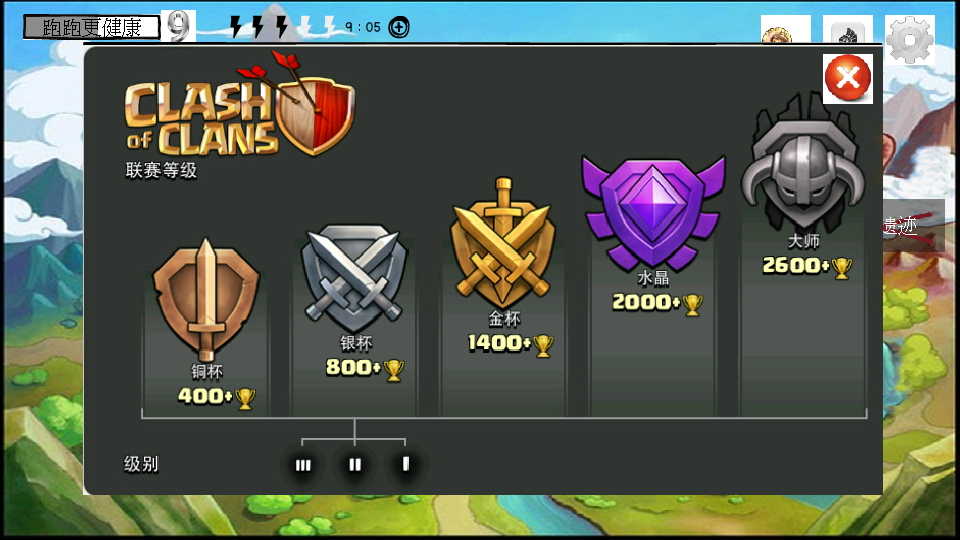 跑跑更健康
9
9:05
CLASH
of CLANS
联赛等级
遗迹
大师
2600+
水晶
2000+
金杯
1400+
银杯
800+
铜杯
400+
级别
III
II
I